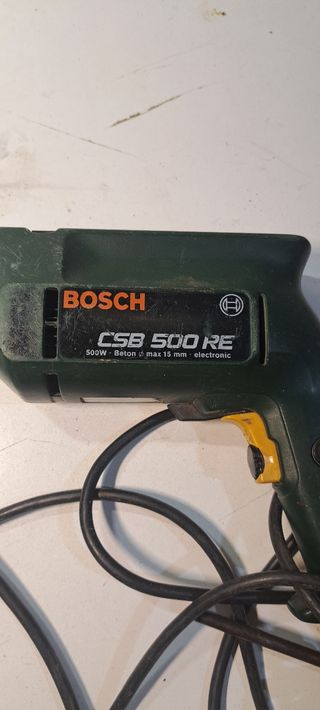 BOSCH
CSB 500 RE
500W · Beton ø max 15 mm · electronic